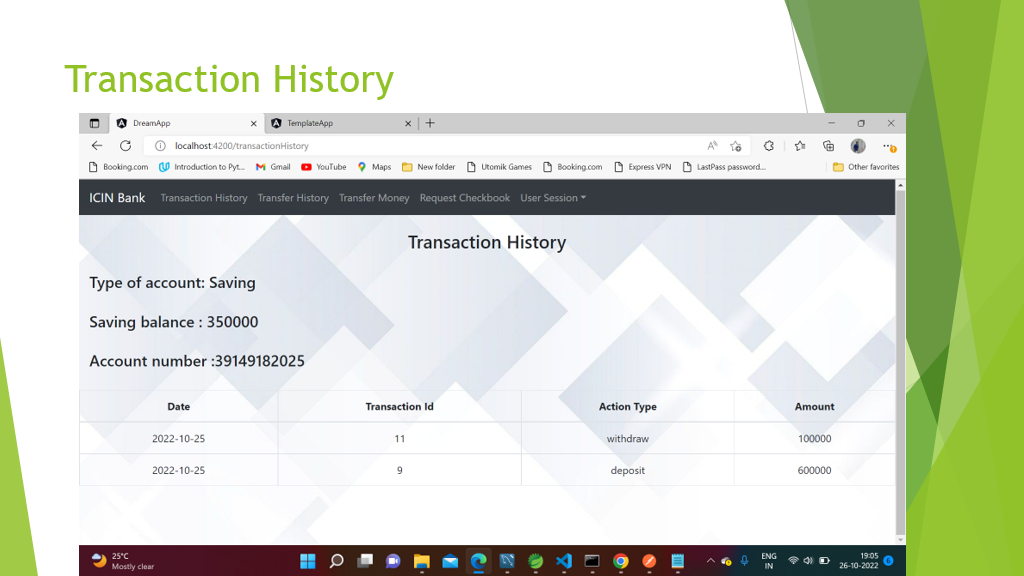 Transaction History
DreamApp TemplateApp
localhost:4200/transactionHistory
Booking.com Introduction to Pyt... Gmail YouTube Maps New folder Utomik Games Booking.com Express VPN LastPass password... Other favorites
ICIN Bank Transaction History Transfer History Transfer Money Request Checkbook User Session
Transaction History
Type of account: Saving
Saving balance : 350000
Account number :39149182025
Date Transaction Id Action Type Amount
2022-10-25 11 withdraw 100000
2022-10-25 9 deposit 600000
25°C ENG 19:05
Mostly clear IN 26-10-2022